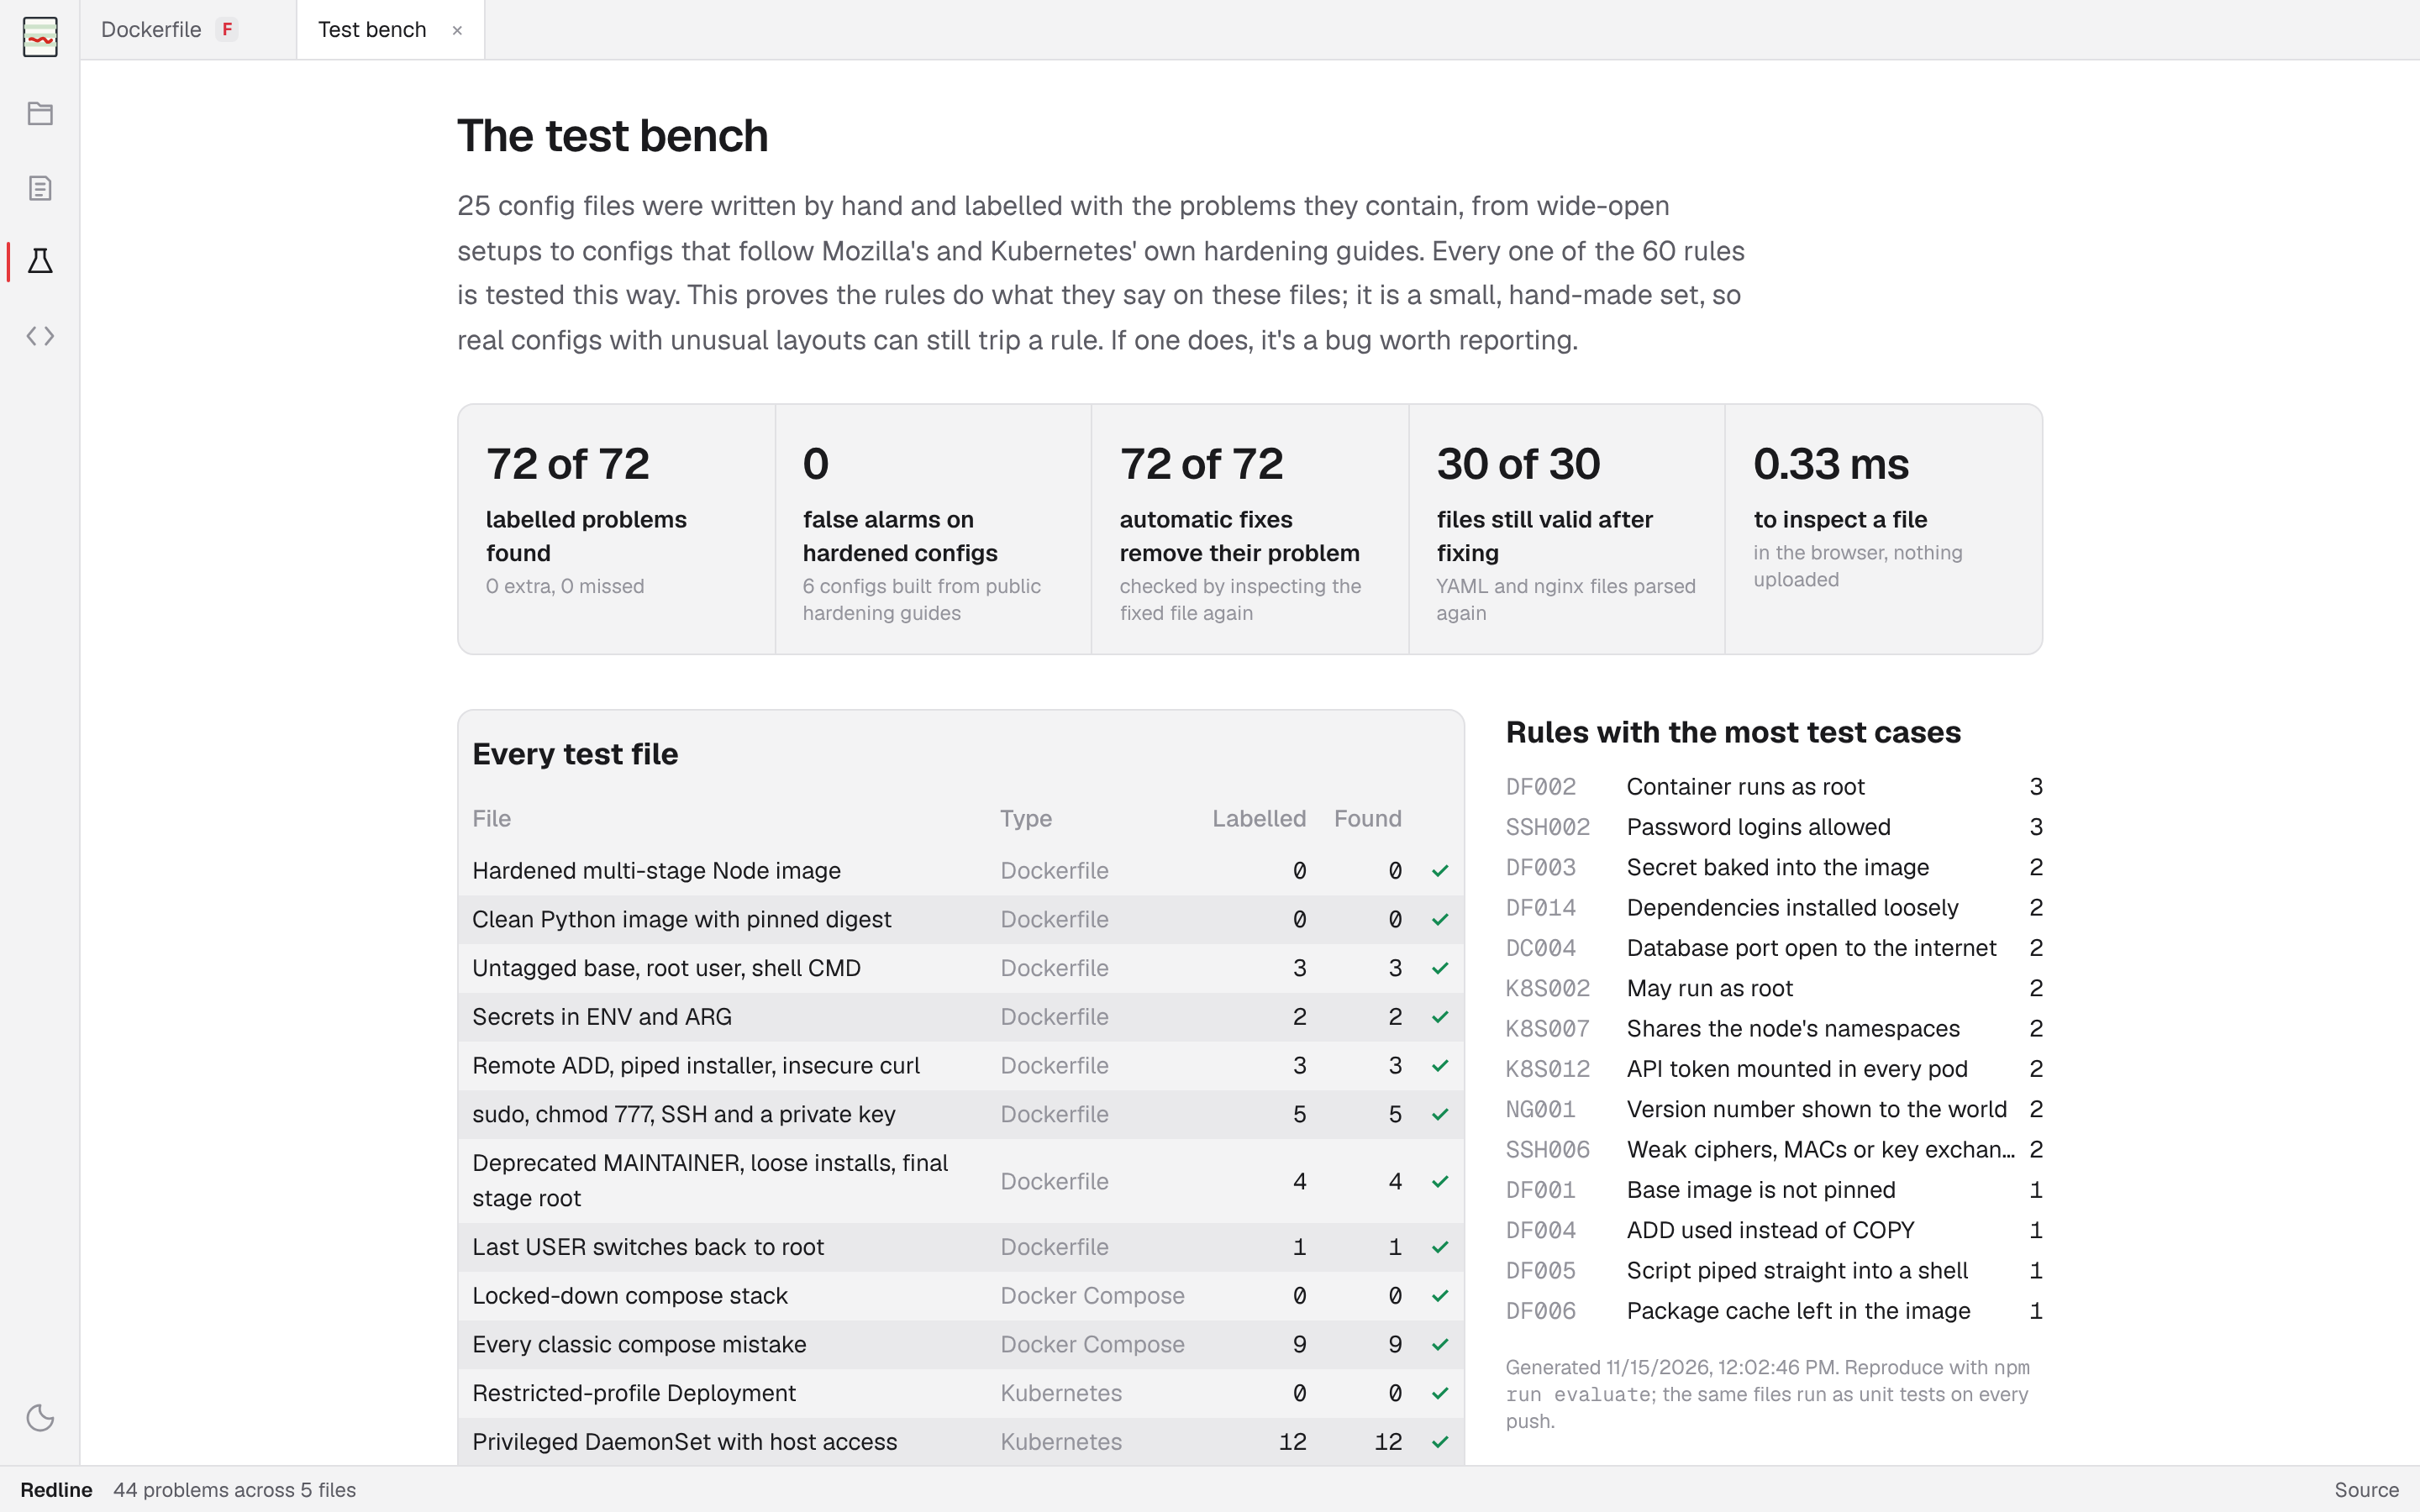 Dockerfile F
Test bench ×
The test bench
25 config files were written by hand and labelled with the problems they contain, from wide-open
setups to configs that follow Mozilla's and Kubernetes' own hardening guides. Every one of the 60 rules
is tested this way. This proves the rules do what they say on these files; it is a small, hand-made set, so
real configs with unusual layouts can still trip a rule. If one does, it's a bug worth reporting.
72 of 72
labelled problems
found
0 extra, 0 missed
0
false alarms on
hardened configs
6 configs built from public
hardening guides
72 of 72
automatic fixes
remove their problem
checked by inspecting the
fixed file again
30 of 30
files still valid after
fixing
YAML and nginx files parsed
again
0.33 ms
to inspect a file
in the browser, nothing
uploaded
Every test file
File Type Labelled Found
Hardened multi-stage Node image Dockerfile 0 0
Clean Python image with pinned digest Dockerfile 0 0
Untagged base, root user, shell CMD Dockerfile 3 3
Secrets in ENV and ARG Dockerfile 2 2
Remote ADD, piped installer, insecure curl Dockerfile 3 3
sudo, chmod 777, SSH and a private key Dockerfile 5 5
Deprecated MAINTAINER, loose installs, final
stage root Dockerfile 4 4
Last USER switches back to root Dockerfile 1 1
Locked-down compose stack Docker Compose 0 0
Every classic compose mistake Docker Compose 9 9
Restricted-profile Deployment Kubernetes 0 0
Privileged DaemonSet with host access Kubernetes 12 12
Rules with the most test cases
DF002 Container runs as root 3
SSH002 Password logins allowed 3
DF003 Secret baked into the image 2
DF014 Dependencies installed loosely 2
DC004 Database port open to the internet 2
K8S002 May run as root 2
K8S007 Shares the node's namespaces 2
K8S012 API token mounted in every pod 2
NG001 Version number shown to the world 2
SSH006 Weak ciphers, MACs or key exchan... 2
DF001 Base image is not pinned 1
DF004 ADD used instead of COPY 1
DF005 Script piped straight into a shell 1
DF006 Package cache left in the image 1
Generated 11/15/2026, 12:02:46 PM. Reproduce with npm
run evaluate; the same files run as unit tests on every
push.
Redline 44 problems across 5 files
Source